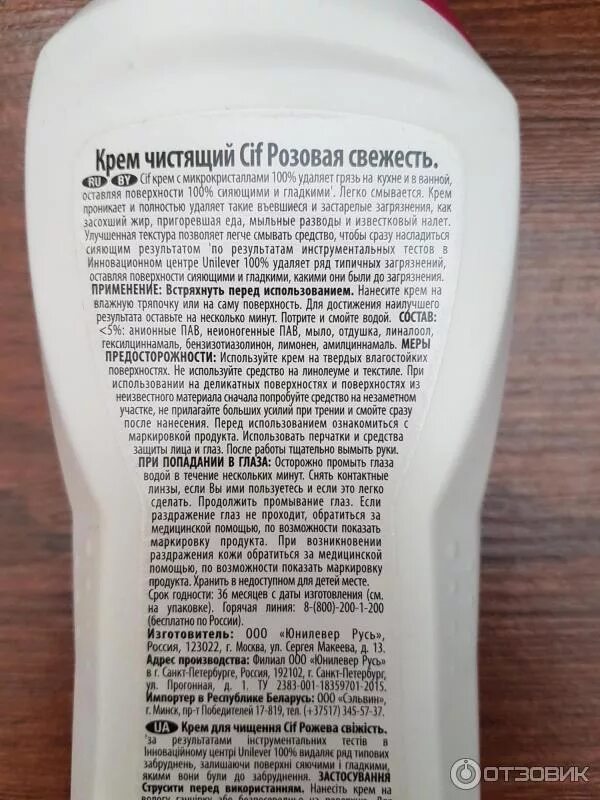 Крем чистящий Cif Розовая свежесть.
RU BY Cif крем с микрокристаллами 100% удаляет грязь на кухне и в ванной,
оставляя поверхности 100% сияющими и гладкими'. Легко смывается. Крем
проникает и полностью удаляет такие въевшиеся и застарелые загрязнения, как
засохший жир, пригоревшая еда, мыльные разводы и известковый налет.
Улучшенная текстура позволяет легче смывать средство, чтобы сразу насладиться
сияющим результатом 'по результатам инструментальных тестов в
Инновационном центре Unilever 100% удаляет ряд типичных загрязнений,
оставляя поверхности сияющими и гладкими, какими они были до загрязнения.
ПРИМЕНЕНИЕ: Встряхнуть перед использованием. Нанесите крем на
влажную тряпочку или на саму поверхность. Для достижения наилучшего
результата оставьте на несколько минут. Потрите и смойте водой. СОСТАВ:
<5%: анионные ПАВ, неионогенные ПАВ, мыло, отдушка, линалоол,
гексилциннамаль, бензизотиазолинон, лимонен, амилциннамаль. МЕРЫ
ПРЕДОСТОРОЖНОСТИ: Используйте крем на твердых влагостойких
поверхностях. Не используйте средство на линолеуме и текстиле. При
использовании на деликатных поверхностях и поверхностях из
неизвестного материала сначала попробуйте средство на незаметном
участке, не прилагайте больших усилий при трении и смойте сразу
после нанесения. Перед использованием ознакомиться с
маркировкой продукта. Использовать перчатки и средства
защиты лица и глаз. После работы тщательно вымыть руки.
ПРИ ПОПАДАНИИ В ГЛАЗА: Осторожно промыть глаза
водой в течение нескольких минут. Снять контактные
линзы, если Вы ими пользуетесь и если это легко
сделать. Продолжить промывание глаз. Если
раздражение глаз не проходит, обратиться за
медицинской помощью, по возможности показать
маркировку продукта. При возникновении
раздражения кожи обратиться за медицинской
помощью, по возможности показать маркировку
продукта. Хранить в недоступном для детей месте.
Срок годности: 36 месяцев с даты изготовления (см.
на упаковке). Горячая линия: 8-(800)-200-1-200
(бесплатно по России).
Изготовитель: ООО «Юнилевер Русь»,
Россия, 123022, г. Москва, ул. Сергея Макеева, д. 13.
Адрес производства: Филиал ООО «Юнилевер Русь»
в г. Санкт-Петербурге, Россия, 192102, г. Санкт-Петербург,
ул. Прогонная, д. 1. ТУ 2383-001-18359701-2015.
Импортер в Республике Беларусь: ООО «Сэльвин»,
г. Минск, пр-т Победителей 17-819, тел. (+37517) 345-57-37.
UA Крем для чищення Cif Рожева свіжість.
'за результатами інструментальних тестів в
Інноваційному центрі Unilever 100% видаляє ряд типових
забруднень, залишаючи поверхні сяючими і гладкими,
якими вони були до забруднення. ЗАСТОСУВАННЯ
Струсити перед використанням. Нанесіть крем на
вологу ганчірку або безпосередньо на поверхню. Для
ОТЗОВИК